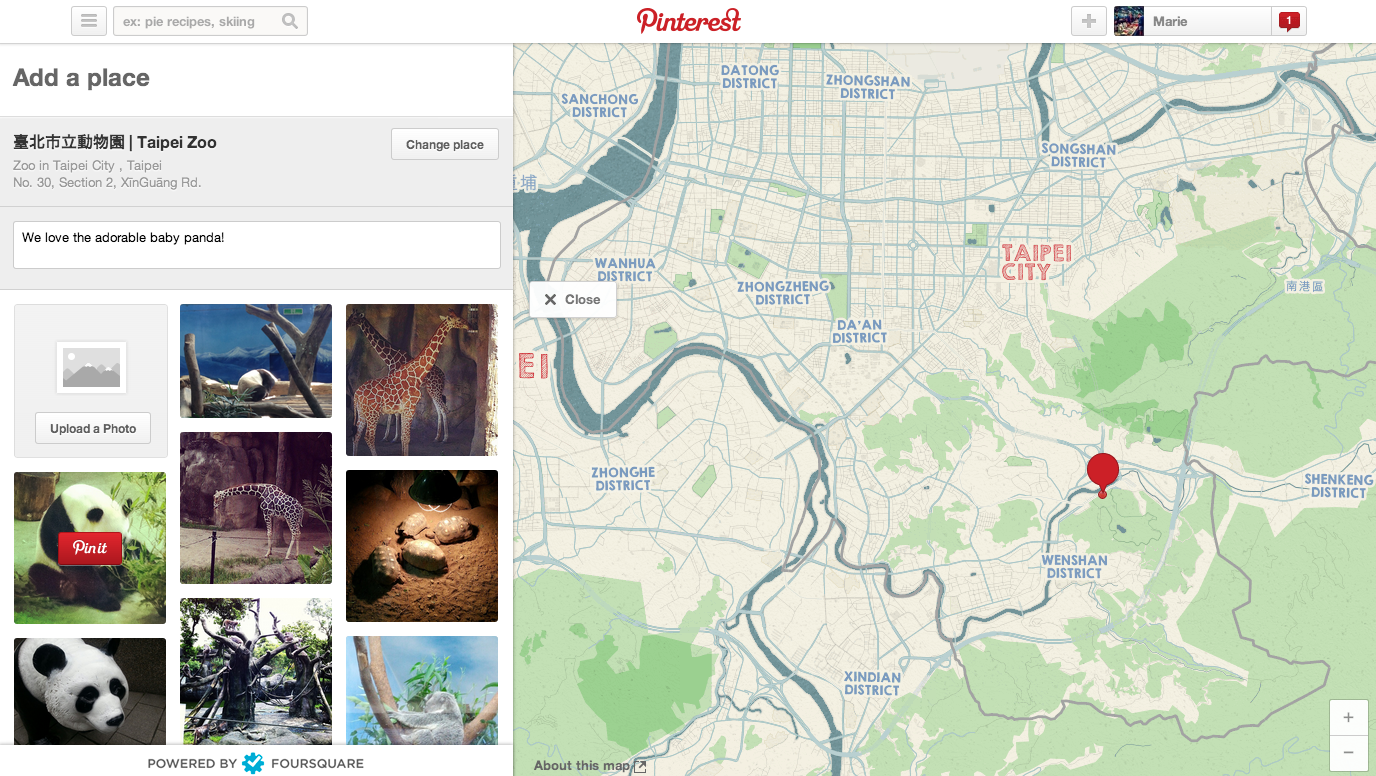 ex: pie recipes, skiing
Pinterest
Marie
1
Add a place
臺北市立動物園 | Taipei Zoo
Zoo in Taipei City , Taipei
No. 30, Section 2, XīnGuāng Rd.
Change place
We love the adorable baby panda!
Upload a Photo
Pin it
POWERED BY FOURSQUARE
DATONG
DISTRICT
ZHONGSHAN
DISTRICT
SANCHONG
DISTRICT
SONGSHAN
DISTRICT
埔
TAIPEI
CITY
WANHUA
DISTRICT
ZHONGZHENG
DISTRICT
南港區
Close
DA'AN
DISTRICT
EI
ZHONGHE
DISTRICT
SHENKENG
DISTRICT
WENSHAN
DISTRICT
XINDIAN
DISTRICT
+
−
About this map